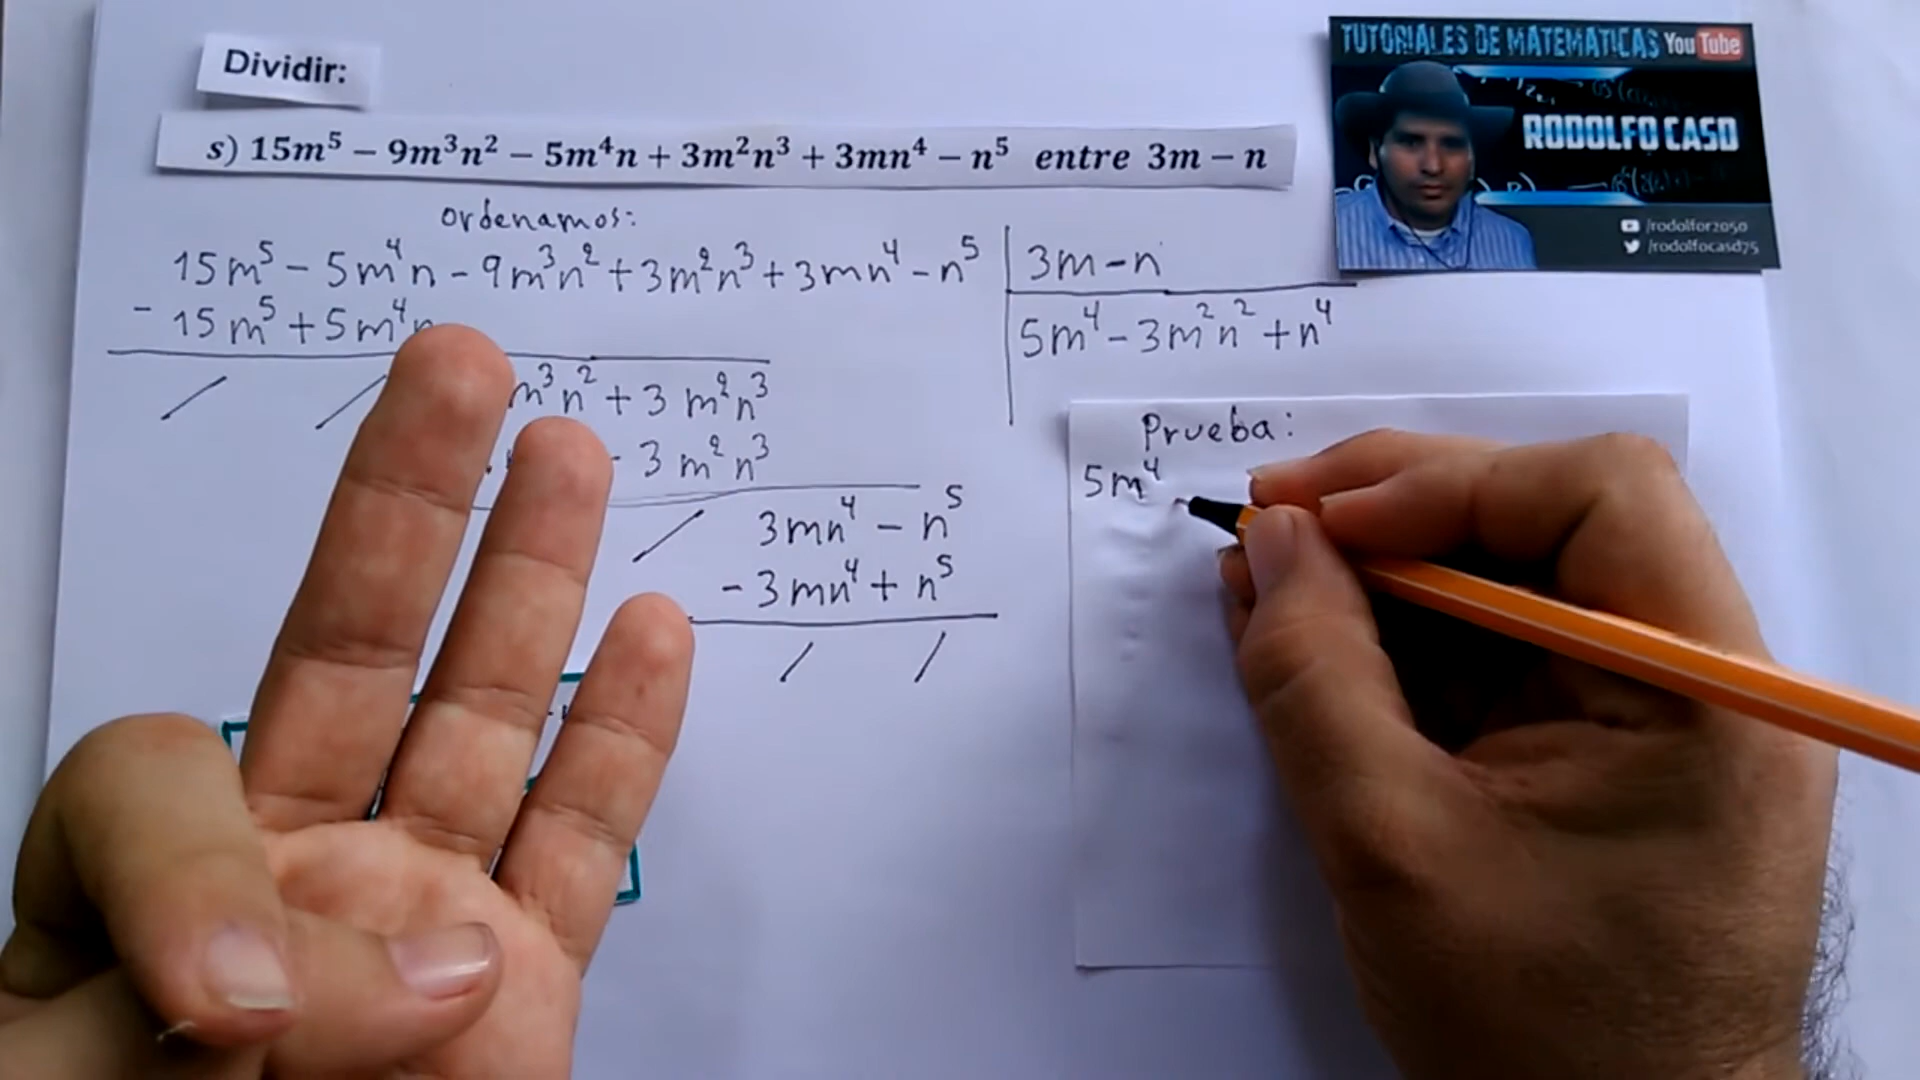 Dividir:
s) 15m⁵ − 9m³n² − 5m⁴n + 3m²n³ + 3mn⁴ − n⁵ entre 3m − n
ordenamos:
15m⁵ − 5m⁴n − 9m³n² + 3m²n³ + 3mn⁴ − n⁵ | 3m − n
− 15m⁵ + 5m⁴n
5m⁴ − 3m²n² + n⁴
m³n² + 3m²n³
− 3m²n³
3mn⁴ − n⁵
− 3mn⁴ + n⁵
Prueba:
5m⁴
TUTORIALES DE MATEMATICAS YouTube
RODOLFO CASO
/rodolfor2050
/rodolfocasd75